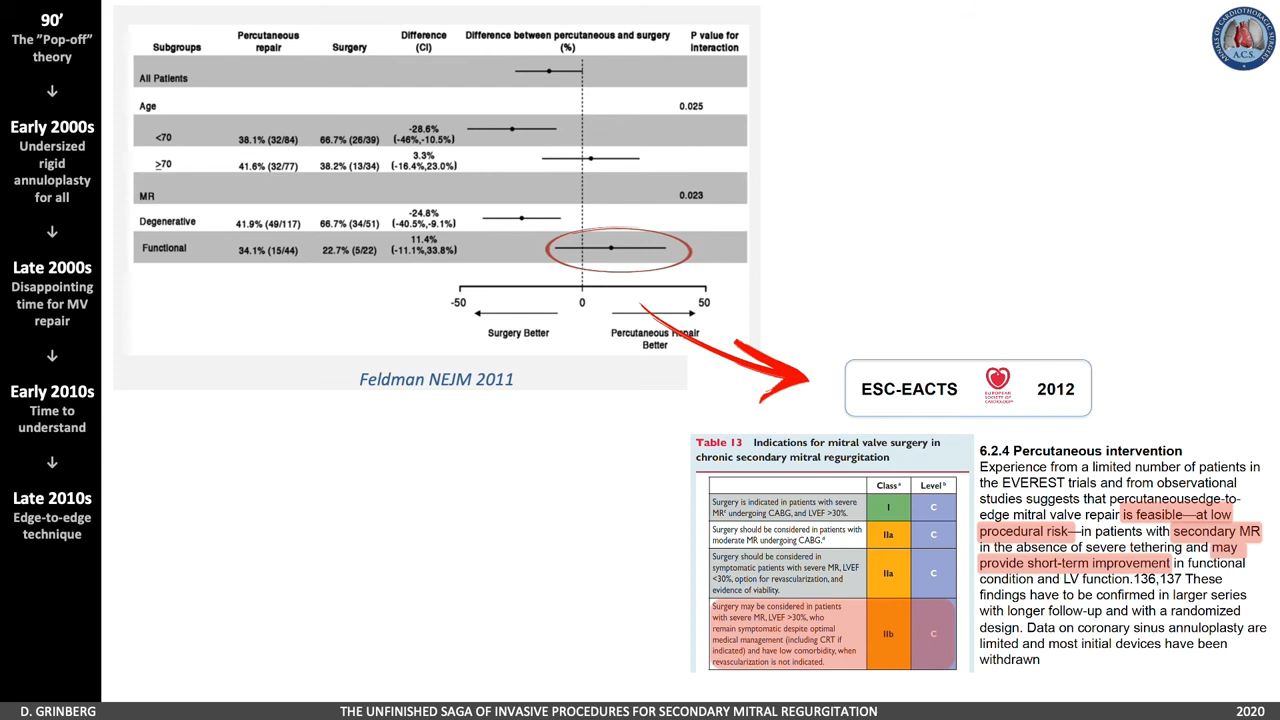 90’
The ”Pop-off”
theory
↓
Early 2000s
Undersized
rigid
annuloplasty
for all
↓
Late 2000s
Disappointing
time for MV
repair
↓
Early 2010s
Time to
understand
↓
Late 2010s
Edge-to-edge
technique
Subgroups Percutaneous repair Surgery Difference (CI) Difference between percutaneous and surgery (%) P value for interaction
All Patients
Age 0.025
<70 38.1% (32/84) 66.7% (26/39) -28.6% (-46%,-10.5%)
≥70 41.6% (32/77) 38.2% (13/34) 3.3% (-16.4%,23.0%)
MR 0.023
Degenerative 41.9% (49/117) 66.7% (34/51) -24.8% (-40.5%,-9.1%)
Functional 34.1% (15/44) 22.7% (5/22) 11.4% (-11.1%,33.8%)
-50 0 50
Surgery Better Percutaneous Repair
Better
Feldman NEJM 2011
ANNALS OF CARDIOTHORACIC SURGERY
A.C.S.
ESC-EACTS 2012
EUROPEAN
SOCIETY OF
CARDIOLOGY
Table 13 Indications for mitral valve surgery in
chronic secondary mitral regurgitation
Class a Level b
Surgery is indicated in patients with severe
MR c undergoing CABG, and LVEF >30%. I C
Surgery should be considered in patients with
moderate MR undergoing CABG. d IIa C
Surgery should be considered in
symptomatic patients with severe MR, LVEF
<30%, option for revascularization, and
evidence of viability. IIa C
Surgery may be considered in patients
with severe MR, LVEF >30%, who
remain symptomatic despite optimal
medical management (including CRT if
indicated) and have low comorbidity, when
revascularization is not indicated. IIb C
6.2.4 Percutaneous intervention
Experience from a limited number of patients in
the EVEREST trials and from observational
studies suggests that percutaneousedge-to-
edge mitral valve repair is feasible—at low
procedural risk—in patients with secondary MR
in the absence of severe tethering and may
provide short-term improvement in functional
condition and LV function.136,137 These
findings have to be confirmed in larger series
with longer follow-up and with a randomized
design. Data on coronary sinus annuloplasty are
limited and most initial devices have been
withdrawn
D. GRINBERG THE UNFINISHED SAGA OF INVASIVE PROCEDURES FOR SECONDARY MITRAL REGURGITATION 2020